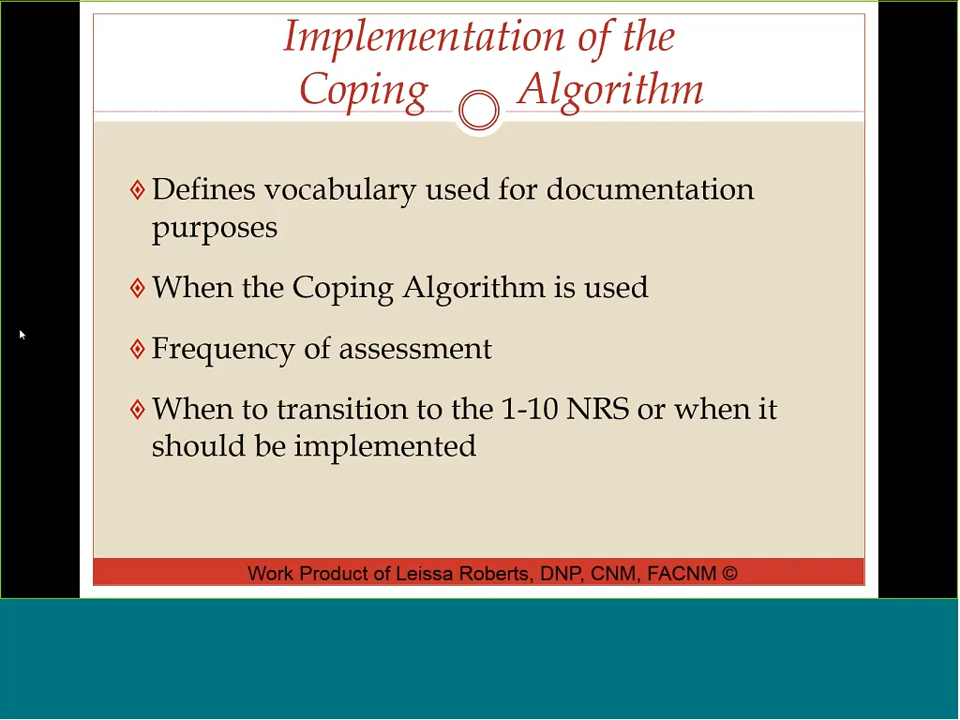 Implementation of the
Coping Algorithm
Defines vocabulary used for documentation
purposes
When the Coping Algorithm is used
Frequency of assessment
When to transition to the 1-10 NRS or when it
should be implemented
Work Product of Leissa Roberts, DNP, CNM, FACNM ©